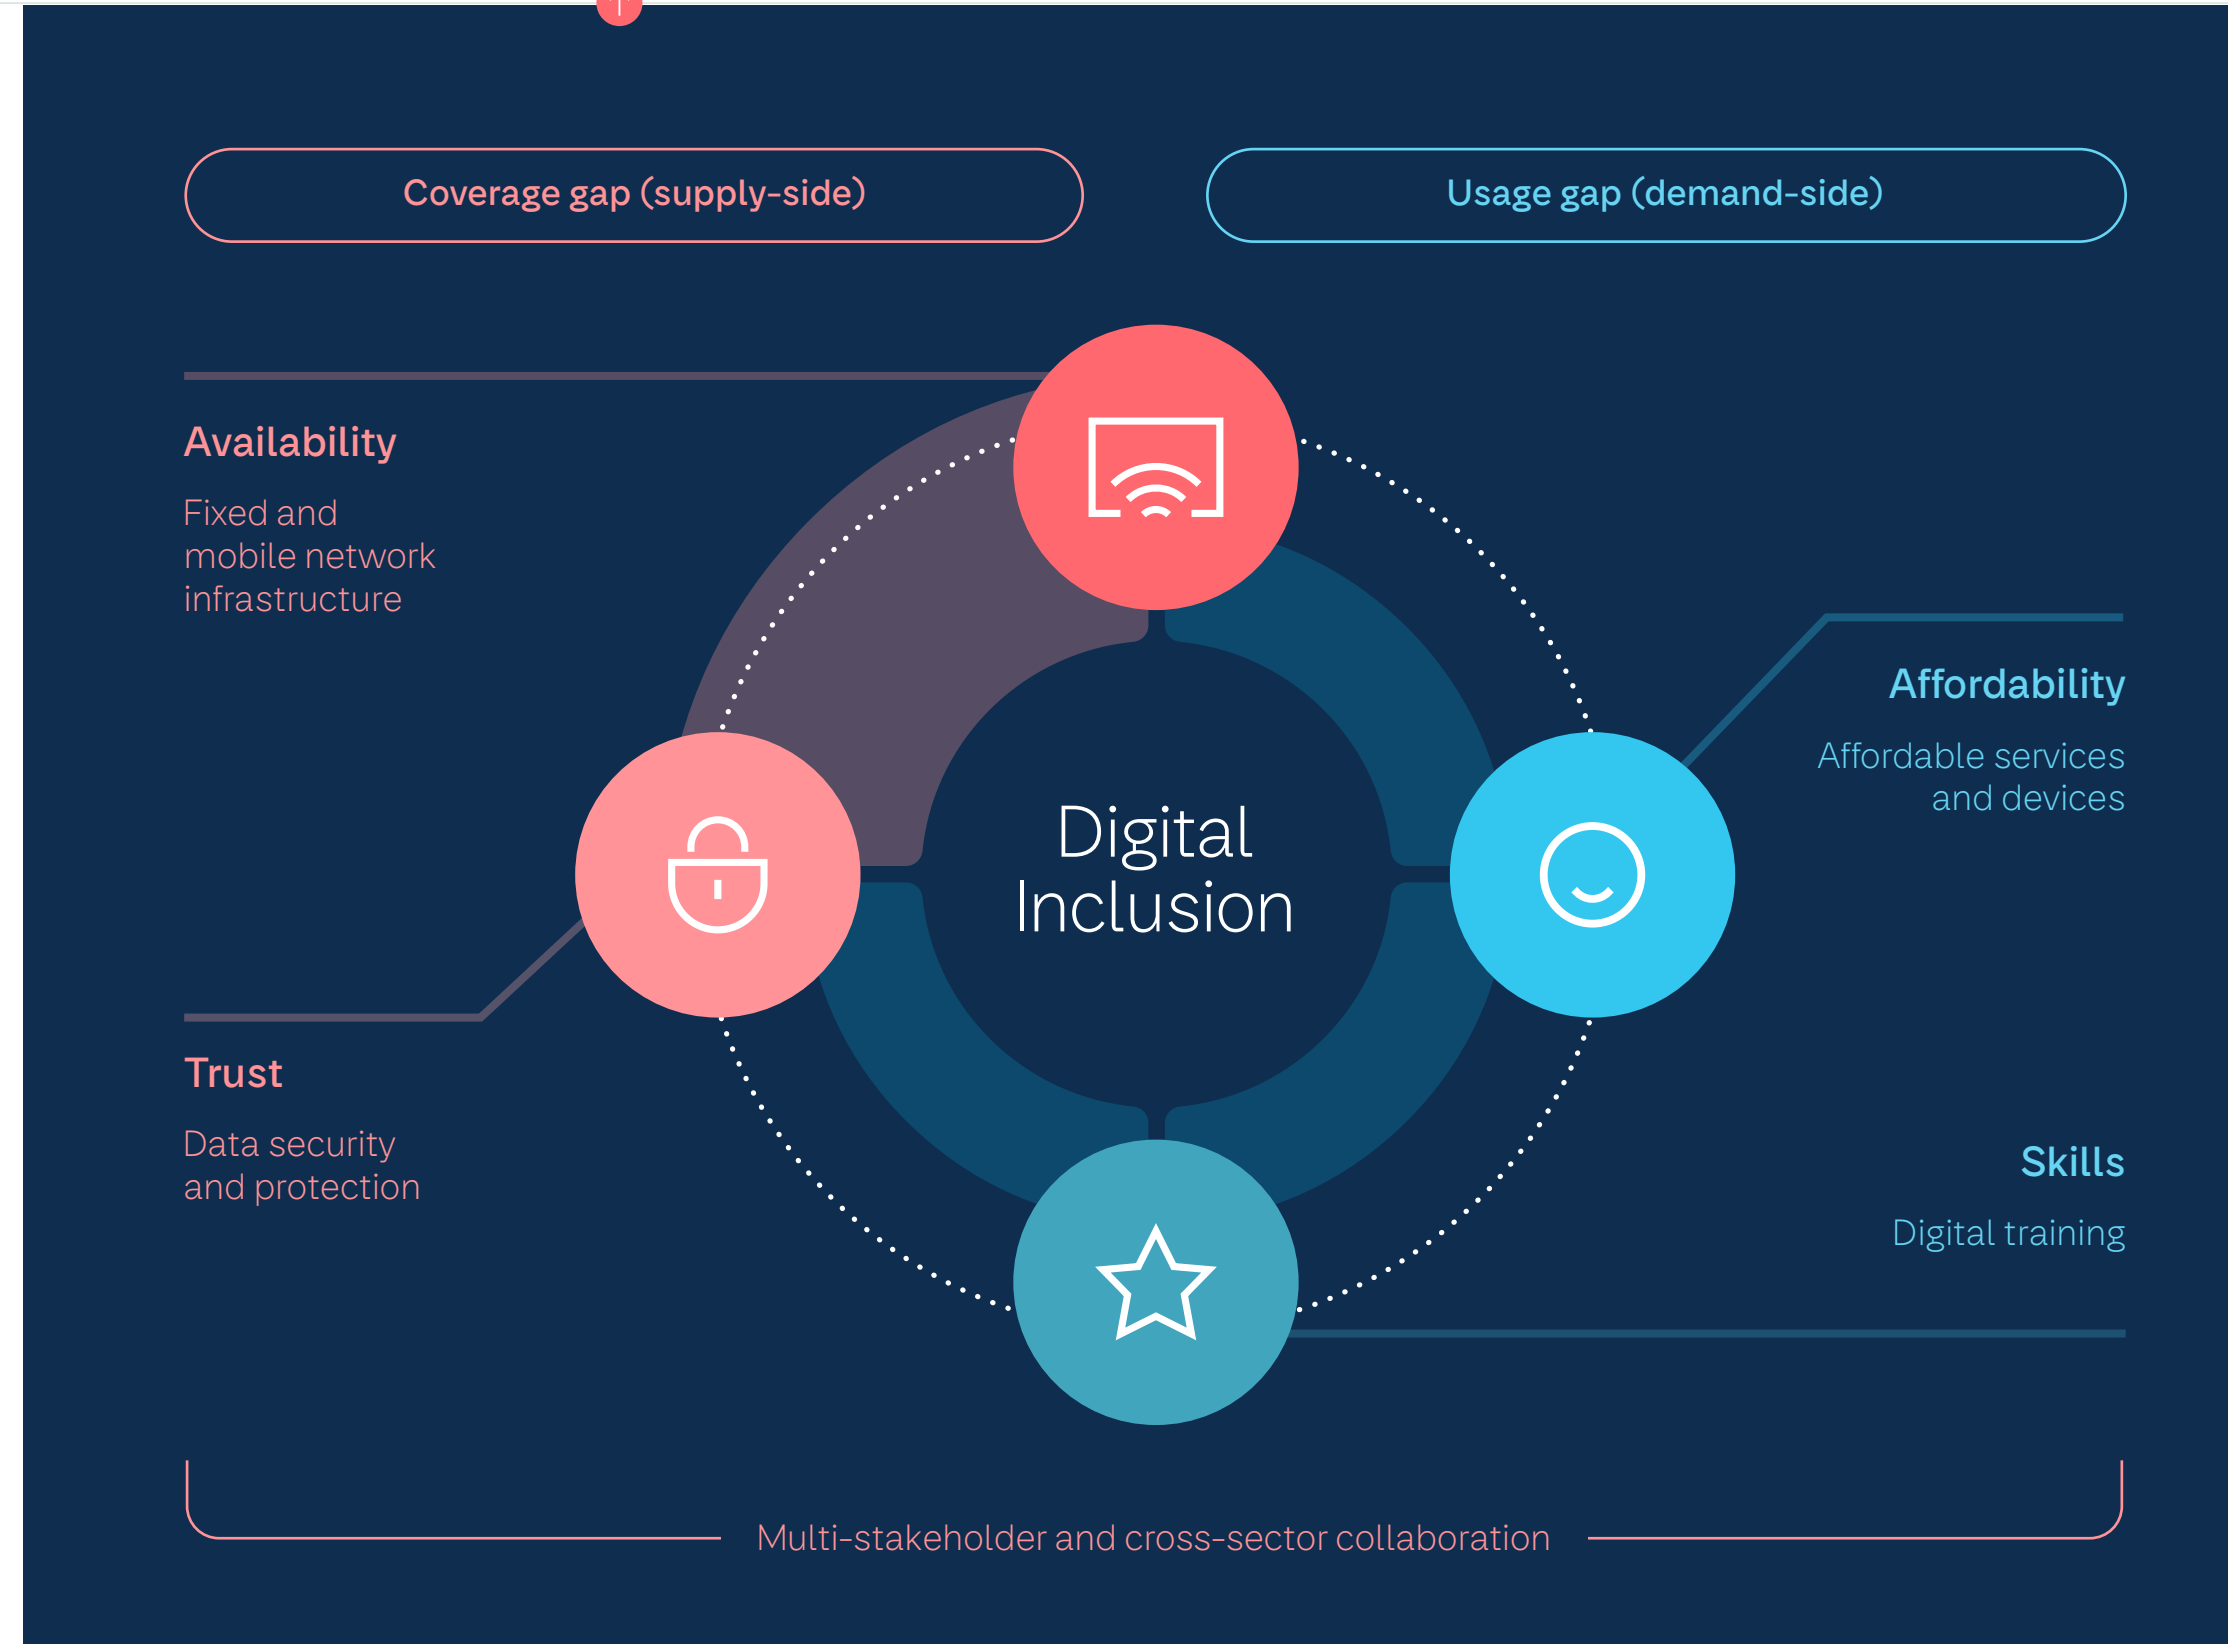 Coverage gap (supply-side)
Usage gap (demand-side)
Availability
Fixed and
mobile network
infrastructure
Affordability
Affordable services
and devices
Digital
Inclusion
Trust
Data security
and protection
Skills
Digital training
Multi-stakeholder and cross-sector collaboration